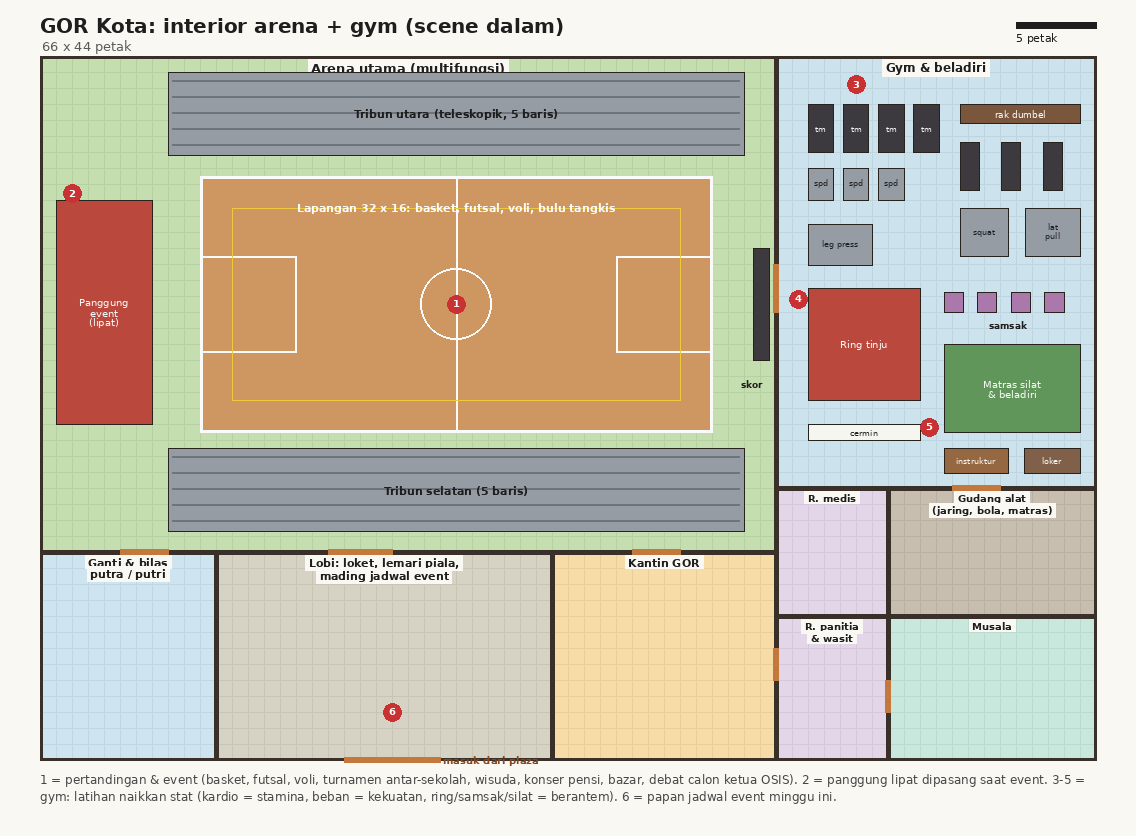 GOR Kota: interior arena + gym (scene dalam)
66 x 44 petak
5 petak
Arena utama (multifungsi)
Gym & beladiri
3
Tribun utara (teleskopik, 5 baris)
tm
tm
tm
tm
rak dumbel
spd
spd
spd
2
Lapangan 32 x 16: basket, futsal, voli, bulu tangkis
leg press
squat
lat
pull
Panggung
event
(lipat)
1
4
samsak
Ring tinju
skor
Matras silat
& beladiri
cermin
5
instruktur
loker
Tribun selatan (5 baris)
R. medis
Gudang alat
(jaring, bola, matras)
Ganti & bilas
putra / putri
Lobi: loket, lemari piala,
mading jadwal event
Kantin GOR
R. panitia
& wasit
Musala
6
masuk dari plaza
1 = pertandingan & event (basket, futsal, voli, turnamen antar-sekolah, wisuda, konser pensi, bazar, debat calon ketua OSIS). 2 = panggung lipat dipasang saat event. 3-5 =
gym: latihan naikkan stat (kardio = stamina, beban = kekuatan, ring/samsak/silat = berantem). 6 = papan jadwal event minggu ini.